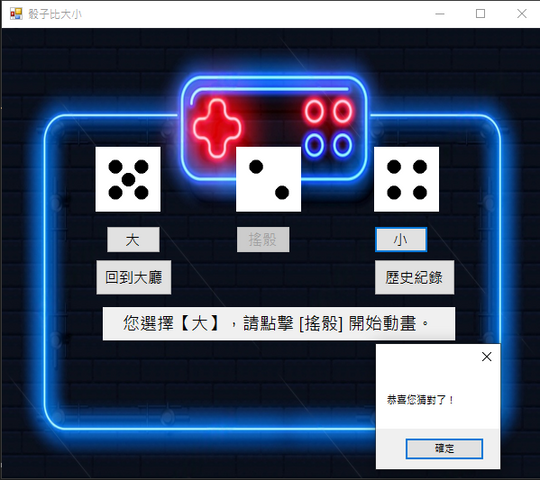 骰子比大小
大
搖骰
小
回到大廳
歷史紀錄
您選擇【大】，請點擊 [搖骰] 開始動畫。
恭喜您猜對了！
確定